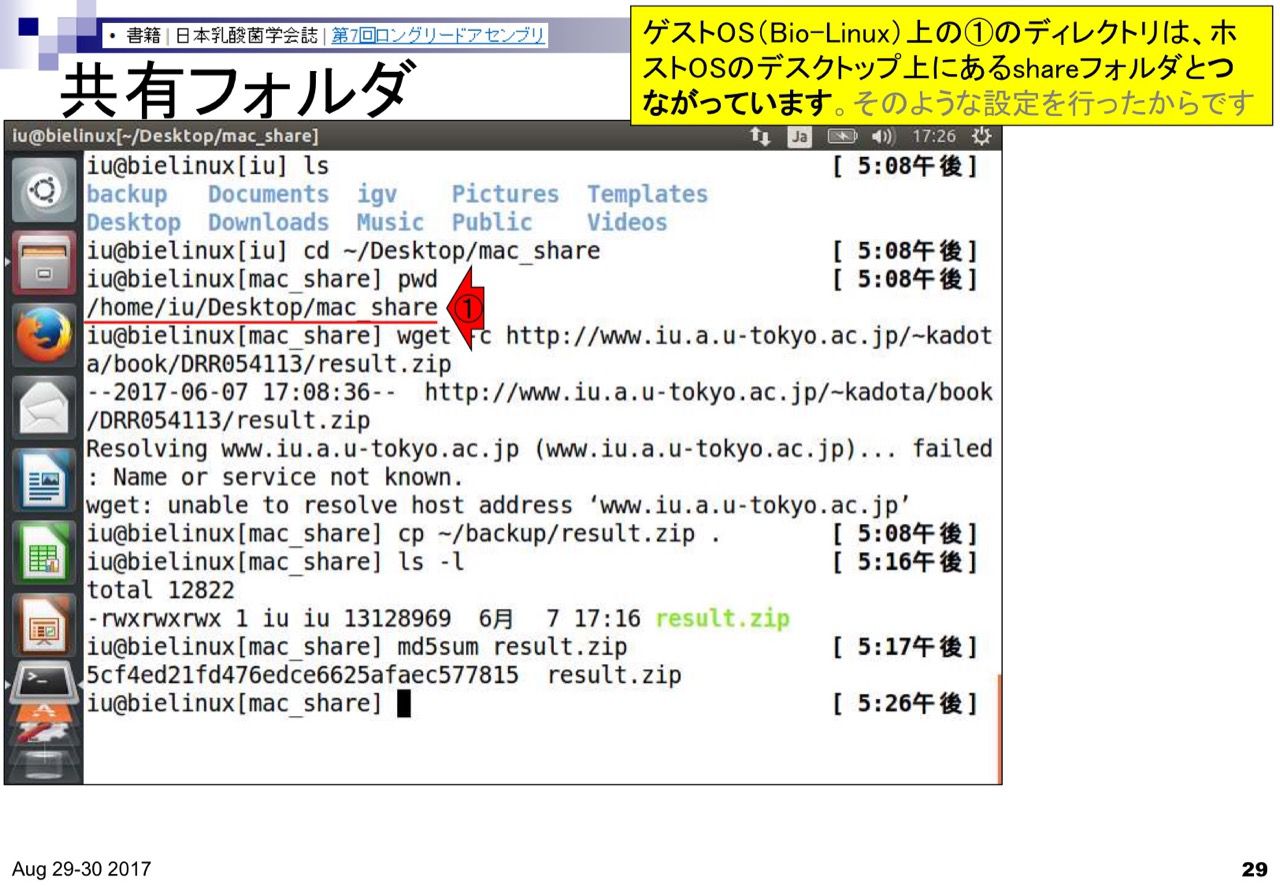 • 書籍 | 日本乳酸菌学会誌 | 第7回ロングリードアセンブリ
共有フォルダ
ゲストOS(Bio-Linux)上の①のディレクトリは、ホ
ストOSのデスクトップ上にあるshareフォルダとつ
ながっています。そのような設定を行ったからです
iu@bielinux[~/Desktop/mac_share] Ja 17:26
iu@bielinux[iu] ls [ 5:08午後]
backup Documents igv Pictures Templates
Desktop Downloads Music Public Videos
iu@bielinux[iu] cd ~/Desktop/mac_share [ 5:08午後]
iu@bielinux[mac_share] pwd [ 5:08午後]
/home/iu/Desktop/mac_share ①
iu@bielinux[mac_share] wget -c http://www.iu.a.u-tokyo.ac.jp/~kadot
a/book/DRR054113/result.zip
--2017-06-07 17:08:36-- http://www.iu.a.u-tokyo.ac.jp/~kadota/book
/DRR054113/result.zip
Resolving www.iu.a.u-tokyo.ac.jp (www.iu.a.u-tokyo.ac.jp)... failed
: Name or service not known.
wget: unable to resolve host address ‘www.iu.a.u-tokyo.ac.jp’
iu@bielinux[mac_share] cp ~/backup/result.zip . [ 5:08午後]
iu@bielinux[mac_share] ls -l [ 5:16午後]
total 12822
-rwxrwxrwx 1 iu iu 13128969 6月 7 17:16 result.zip
iu@bielinux[mac_share] md5sum result.zip [ 5:17午後]
5cf4ed21fd476edce6625afaec577815 result.zip
iu@bielinux[mac_share] [ 5:26午後]
Aug 29-30 2017
29